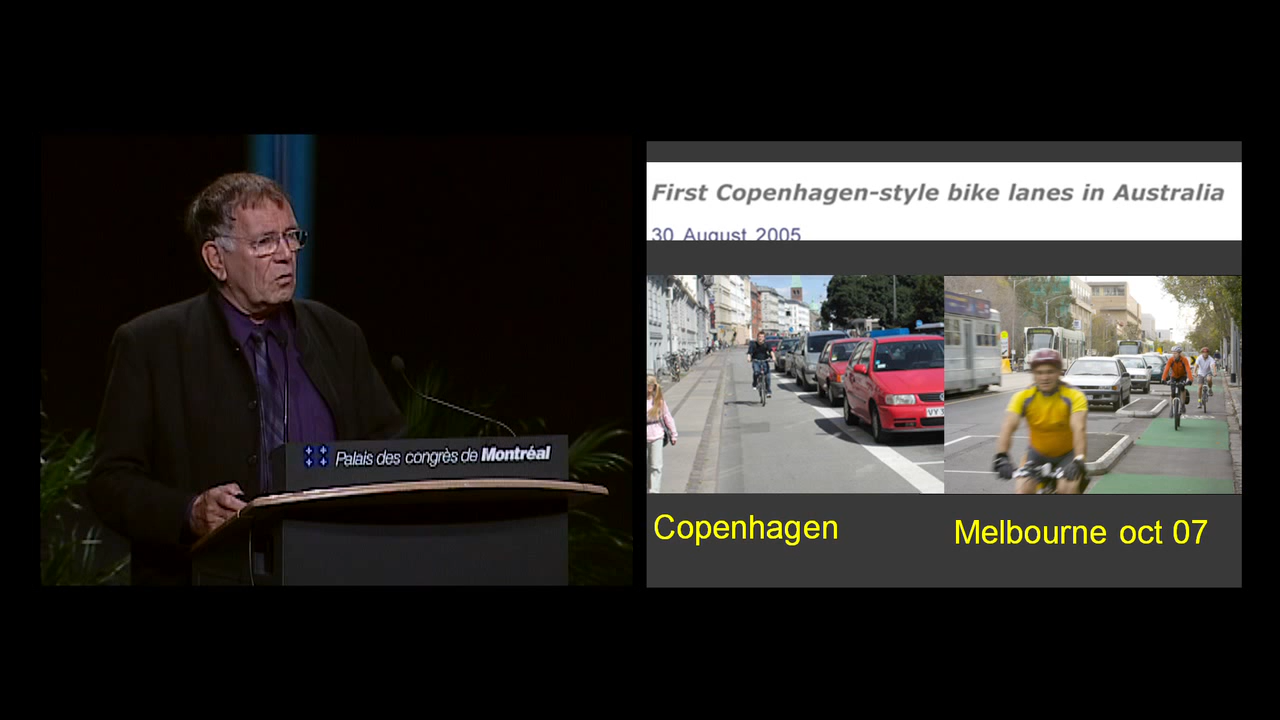 Palais des congrès de Montréal
First Copenhagen-style bike lanes in Australia
30 August 2005
Copenhagen
Melbourne oct 07